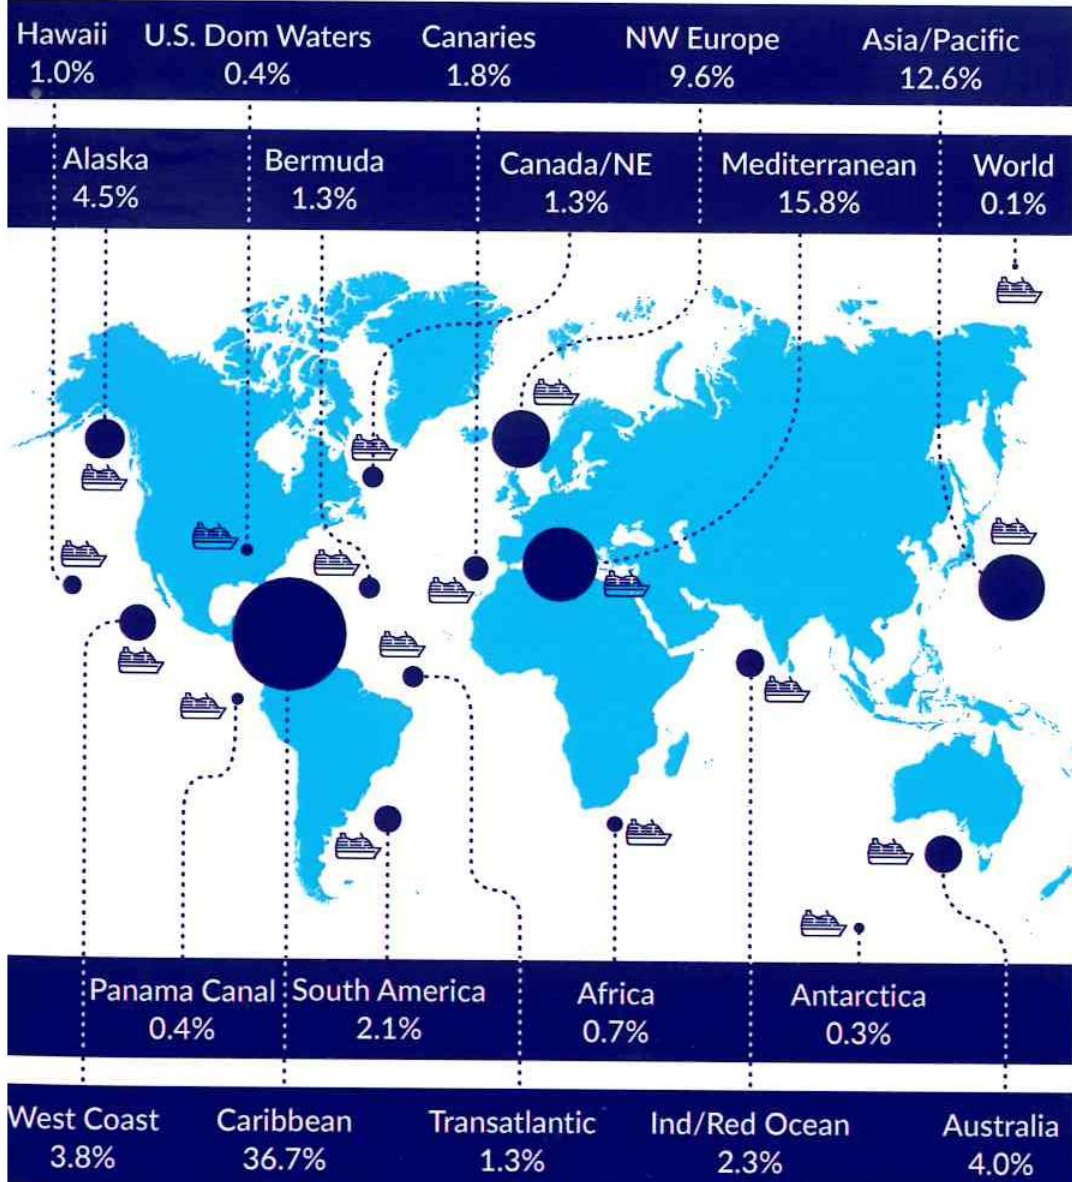 Hawaii
1.0%
U.S. Dom Waters
0.4%
Canaries
1.8%
NW Europe
9.6%
Asia/Pacific
12.6%
Alaska
4.5%
Bermuda
1.3%
Canada/NE
1.3%
Mediterranean
15.8%
World
0.1%
Panama Canal
0.4%
South America
2.1%
Africa
0.7%
Antarctica
0.3%
West Coast
3.8%
Caribbean
36.7%
Transatlantic
1.3%
Ind/Red Ocean
2.3%
Australia
4.0%